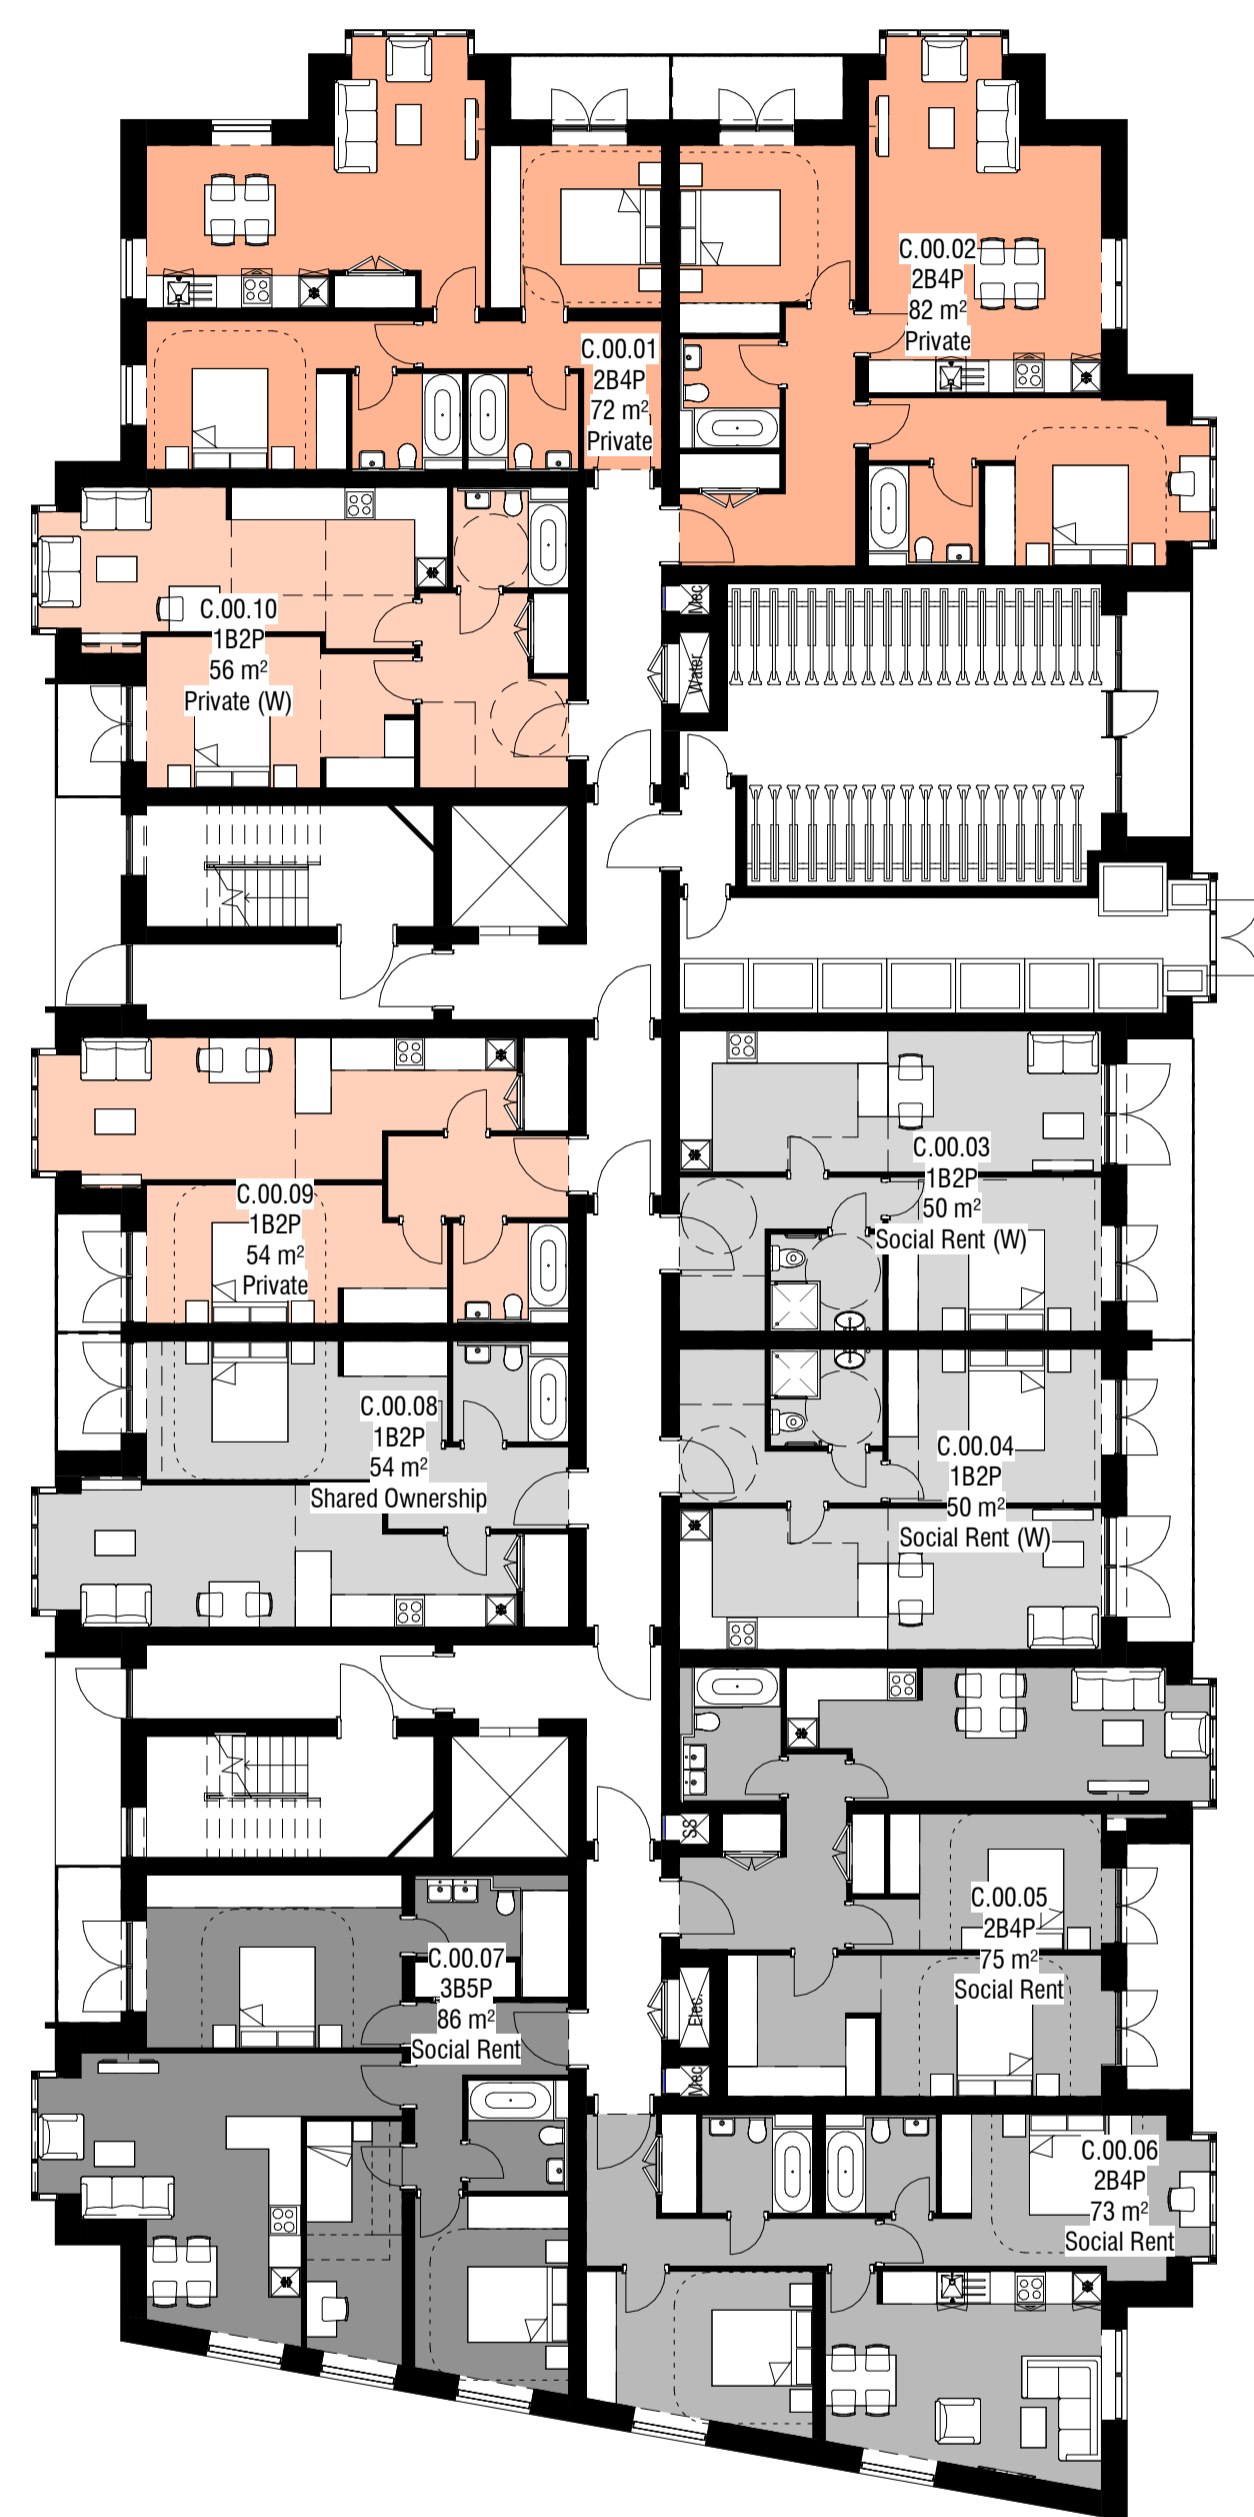 C.00.01
2B4P
72 m²
Private
C.00.02
2B4P
82 m²
Private
C.00.10
1B2P
56 m²
Private (W)
Mec
Water
C.00.03
1B2P
50 m²
Social Rent (W)
C.00.09
1B2P
54 m²
Private
C.00.08
1B2P
54 m²
Shared Ownership
C.00.04
1B2P
50 m²
Social Rent (W)
SS
C.00.05
2B4P
75 m²
Social Rent
C.00.07
3B5P
86 m²
Social Rent
Elec.
Mec
C.00.06
2B4P
73 m²
Social Rent